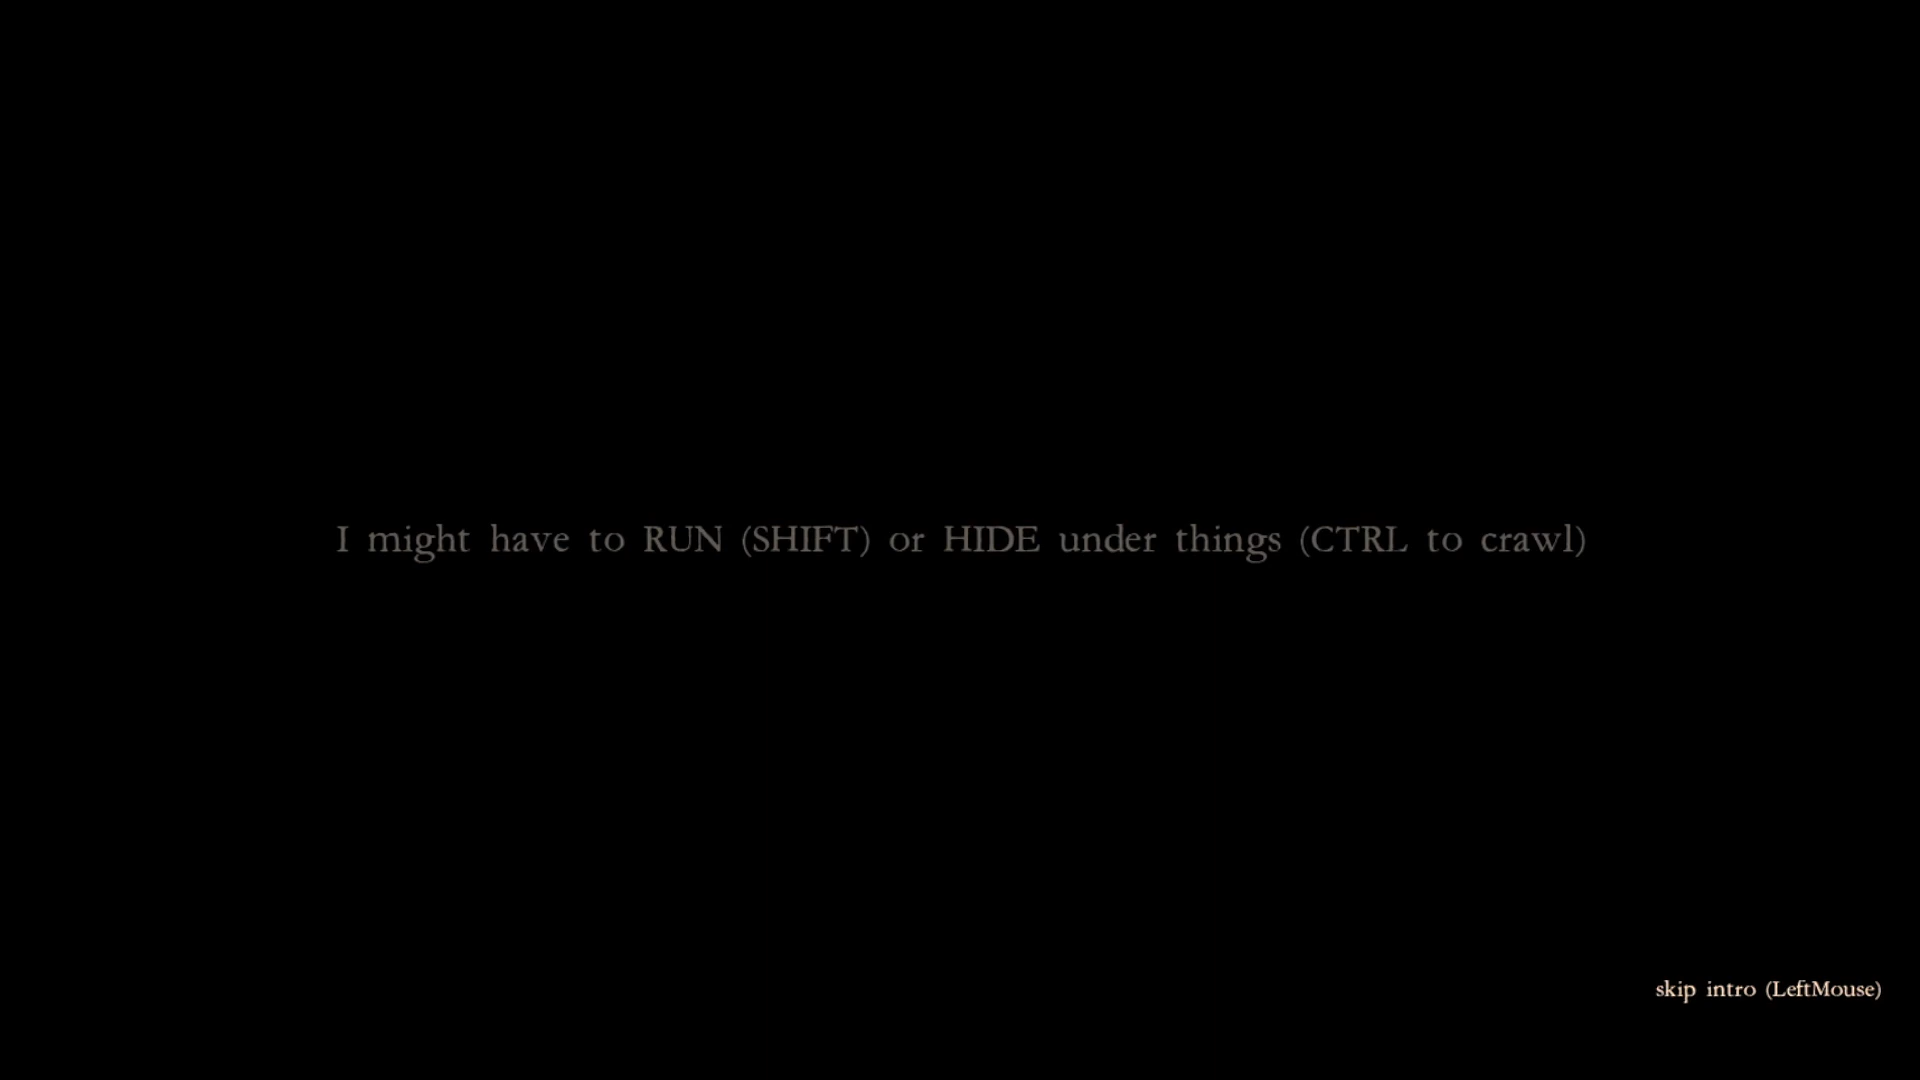 I might have to RUN (SHIFT) or HIDE under things (CTRL to crawl)
skip intro (LeftMouse)